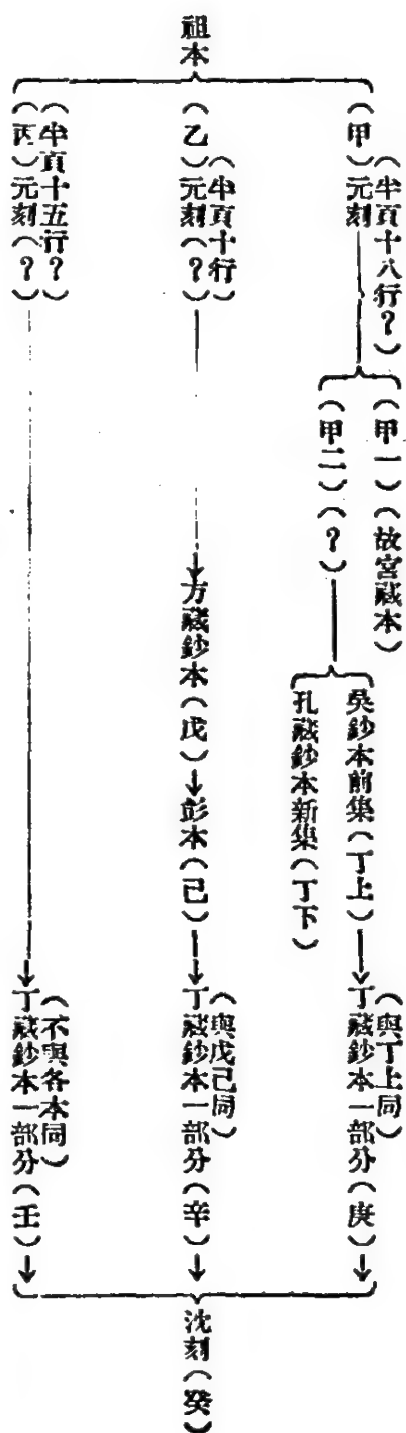 祖本
（半頁十八行？）
（甲）元刻
（甲一）（故宮藏本）
（甲二）（？）
吳鈔本前集（丁上）
孔藏鈔本新集（丁下）
（與丁上同）
丁藏鈔本一部分（庚）
（半頁十行）
（乙）元刻（？）
方藏鈔本（戊）
彭本（己）
（與戊己同）
丁藏鈔本一部分（辛）
（半頁十五行？）
（丙）元刻（？）
（不與各本同）
丁藏鈔本一部分（壬）
沈刻（癸）